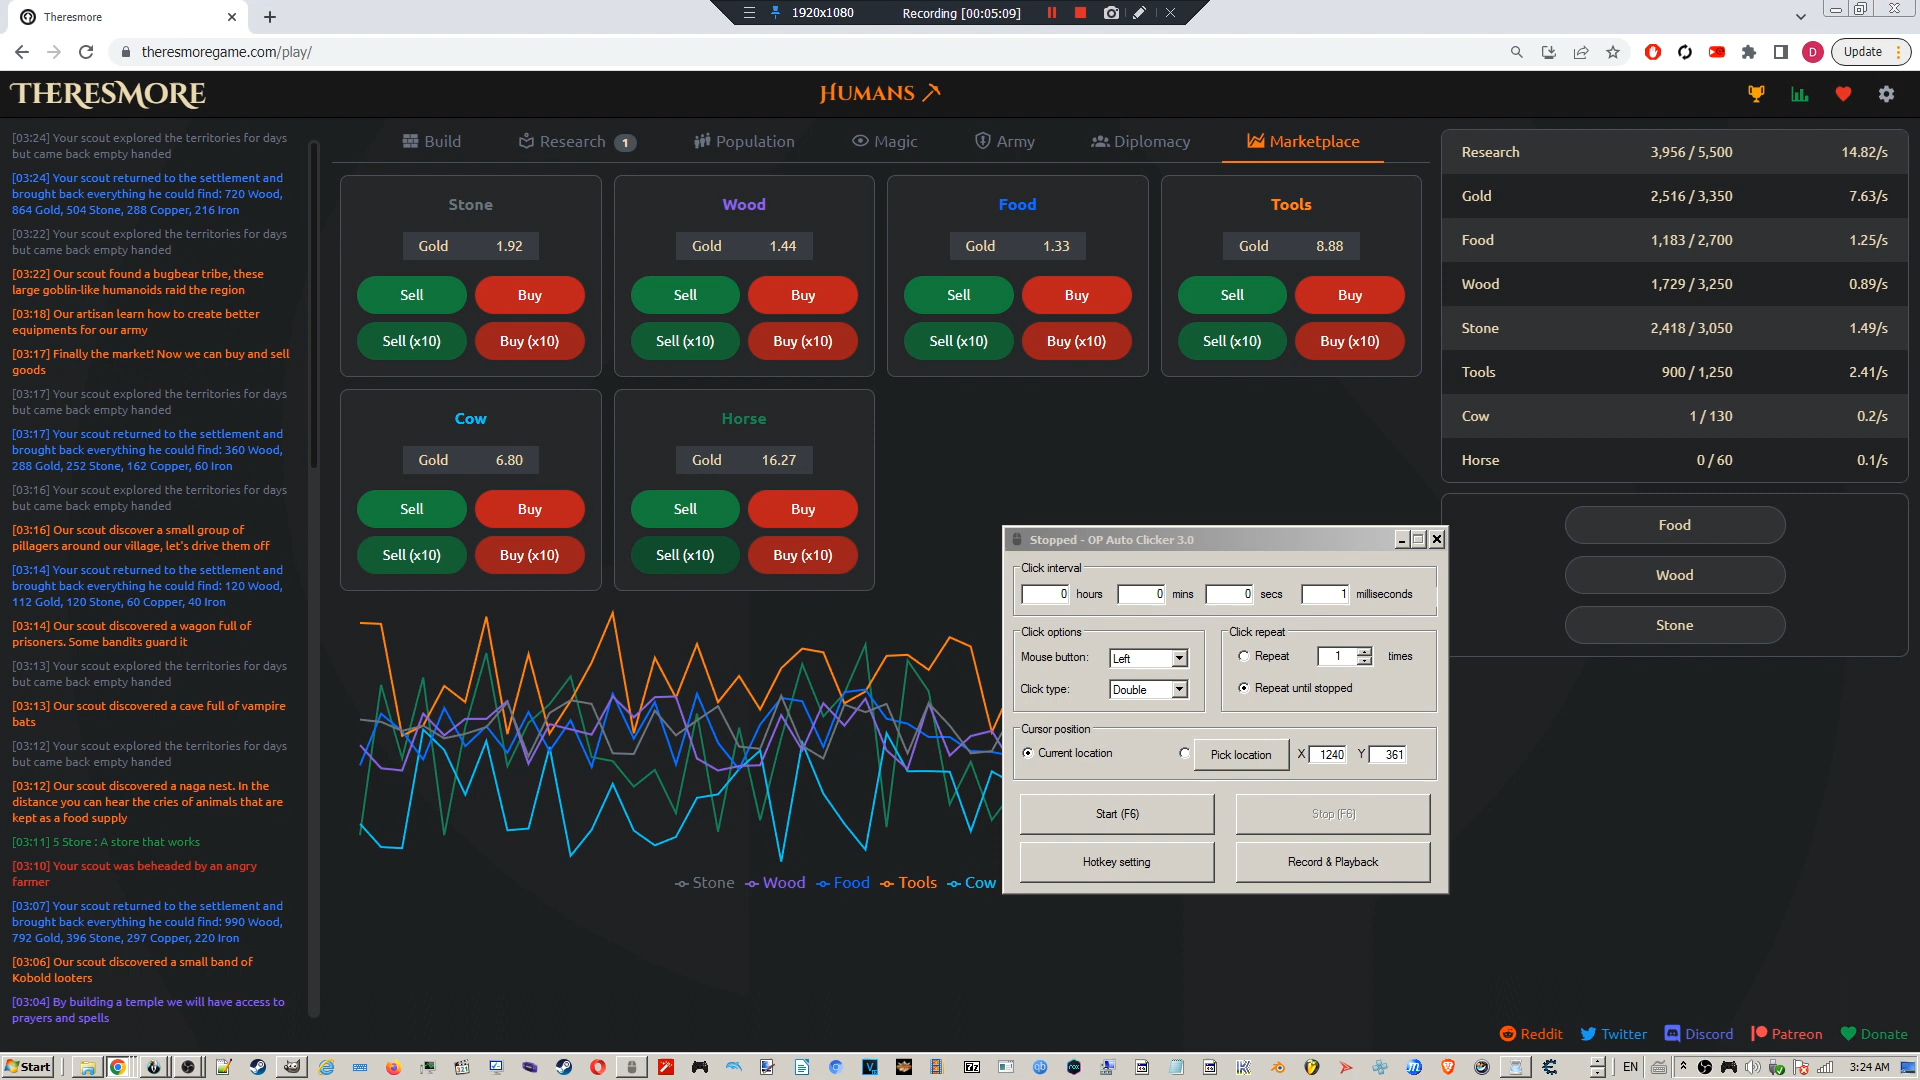 Theresmore
1920x1080
Recording [00:05:09]
theresmoregame.com/play/
D
Update
THERESMORE
HUMANS
[03:24] Your scout explored the territories for days
but came back empty handed
[03:24] Your scout returned to the settlement and
brought back everything he could find: 720 Wood,
864 Gold, 504 Stone, 288 Copper, 216 Iron
[03:22] Your scout explored the territories for days
but came back empty handed
[03:22] Our scout found a bugbear tribe, these
large goblin-like humanoids raid the region
[03:18] Our artisan learn how to create better
equipments for our army
[03:17] Finally the market! Now we can buy and sell
goods
[03:17] Your scout explored the territories for days
but came back empty handed
[03:17] Your scout returned to the settlement and
brought back everything he could find: 360 Wood,
288 Gold, 252 Stone, 162 Copper, 60 Iron
[03:16] Your scout explored the territories for days
but came back empty handed
[03:16] Our scout discover a small group of
pillagers around our village, let's drive them off
[03:14] Your scout returned to the settlement and
brought back everything he could find: 120 Wood,
112 Gold, 120 Stone, 60 Copper, 40 Iron
[03:14] Our scout discovered a wagon full of
prisoners. Some bandits guard it
[03:13] Your scout explored the territories for days
but came back empty handed
[03:13] Our scout discovered a cave full of vampire
bats
[03:12] Your scout explored the territories for days
but came back empty handed
[03:12] Our scout discovered a naga nest. In the
distance you can hear the cries of animals that are
kept as a food supply
[03:11] 5 Store : A store that works
[03:10] Your scout was beheaded by an angry
farmer
[03:07] Your scout returned to the settlement and
brought back everything he could find: 990 Wood,
792 Gold, 396 Stone, 297 Copper, 220 Iron
[03:06] Our scout discovered a small band of
Kobold looters
[03:04] By building a temple we will have access to
prayers and spells
Build Research 1 Population Magic Army Diplomacy Marketplace
Stone Wood Food Tools
Gold 1.92 Gold 1.44 Gold 1.33 Gold 8.88
Sell Buy Sell Buy Sell Buy Sell Buy
Sell (x10) Buy (x10) Sell (x10) Buy (x10) Sell (x10) Buy (x10) Sell (x10) Buy (x10)
Cow Horse
Gold 6.80 Gold 16.27
Sell Buy Sell Buy
Sell (x10) Buy (x10) Sell (x10) Buy (x10)
Stone Wood Food Tools Cow
Stopped - OP Auto Clicker 3.0
Click interval
0 hours 0 mins 0 secs 1 milliseconds
Click options
Mouse button: Left
Click type: Double
Click repeat
Repeat 1 times
Repeat until stopped
Cursor position
Current location Pick location X 1240 Y 361
Start (F6) Stop (F6)
Hotkey setting Record & Playback
Research 3,956 / 5,500 14.82/s
Gold 2,516 / 3,350 7.63/s
Food 1,183 / 2,700 1.25/s
Wood 1,729 / 3,250 0.89/s
Stone 2,418 / 3,050 1.49/s
Tools 900 / 1,250 2.41/s
Cow 1 / 130 0.2/s
Horse 0 / 60 0.1/s
Food
Wood
Stone
Reddit Twitter Discord Patreon Donate
Start
EN
3:24 AM